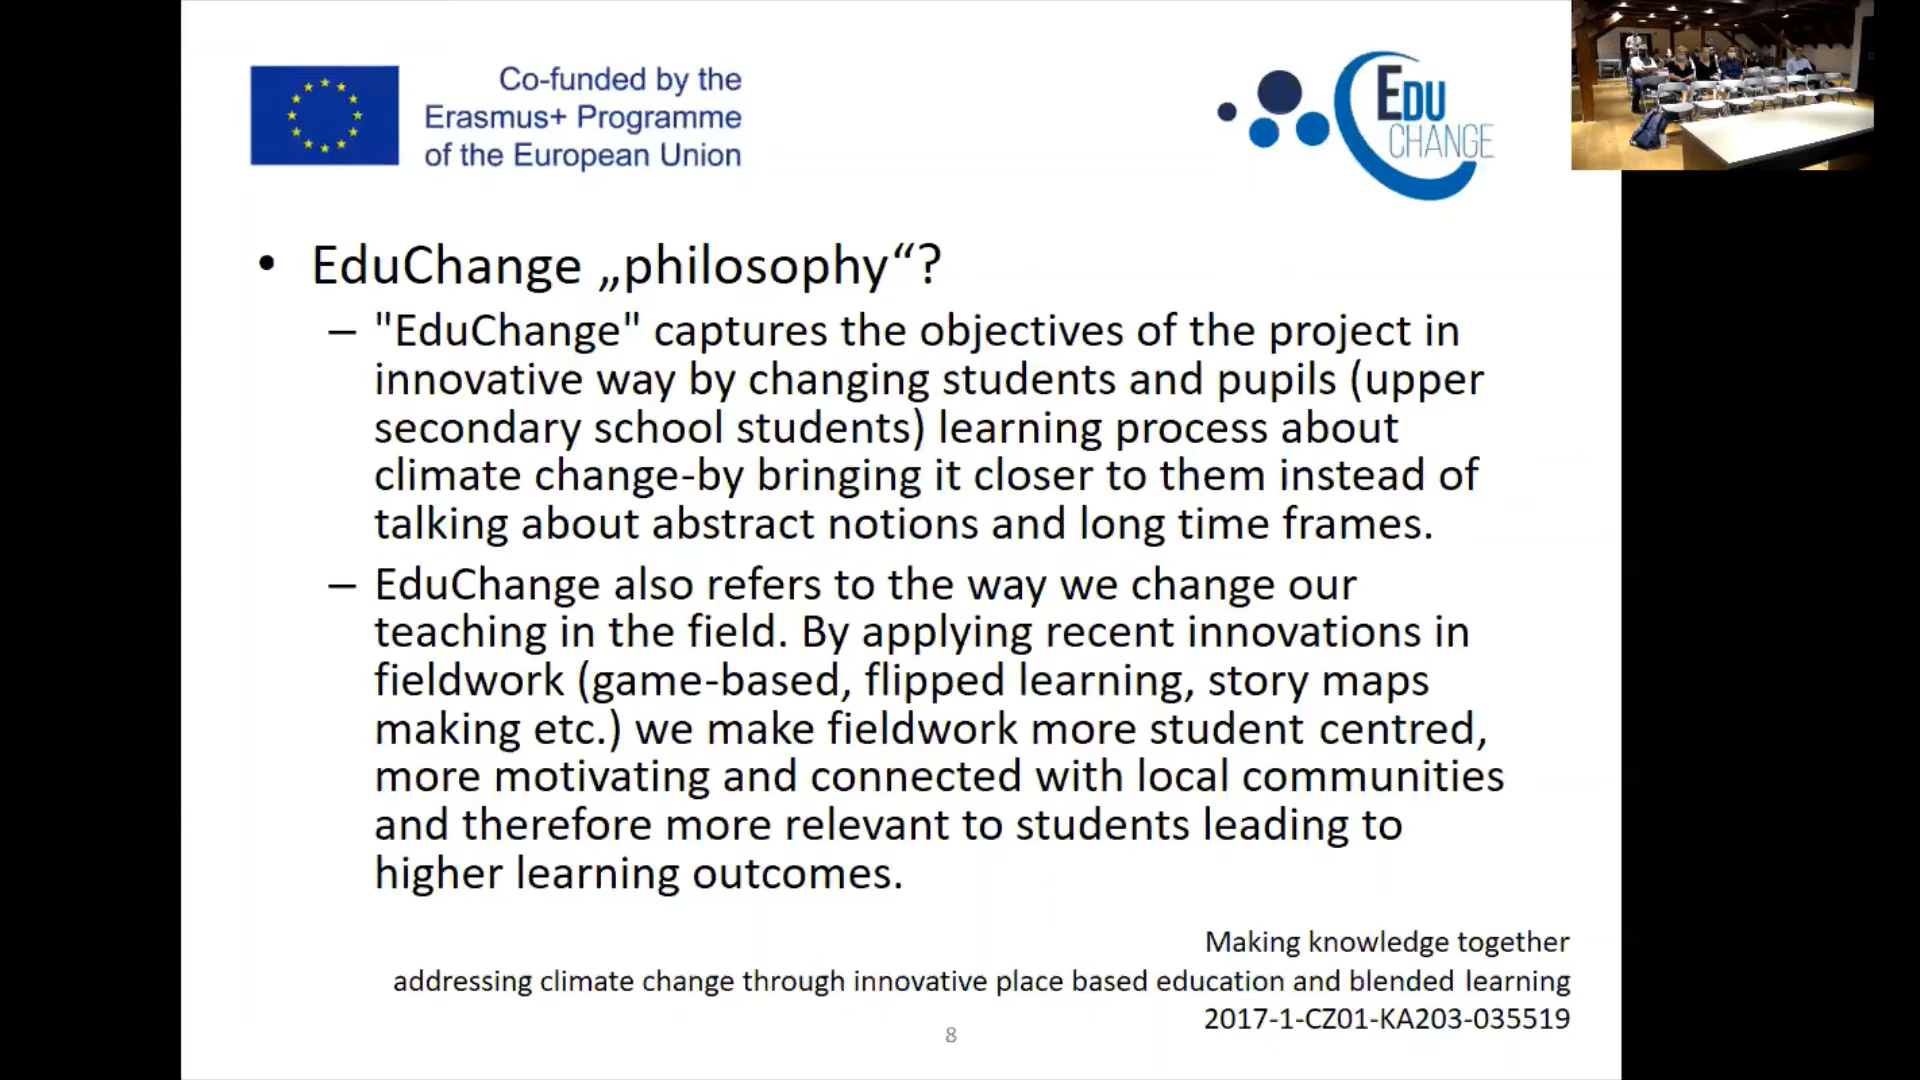 Co-funded by the
Erasmus+ Programme
of the European Union
EDU
CHANGE
• EduChange „philosophy“?
– "EduChange" captures the objectives of the project in
innovative way by changing students and pupils (upper
secondary school students) learning process about
climate change-by bringing it closer to them instead of
talking about abstract notions and long time frames.
– EduChange also refers to the way we change our
teaching in the field. By applying recent innovations in
fieldwork (game-based, flipped learning, story maps
making etc.) we make fieldwork more student centred,
more motivating and connected with local communities
and therefore more relevant to students leading to
higher learning outcomes.
Making knowledge together
addressing climate change through innovative place based education and blended learning
2017-1-CZ01-KA203-035519
8